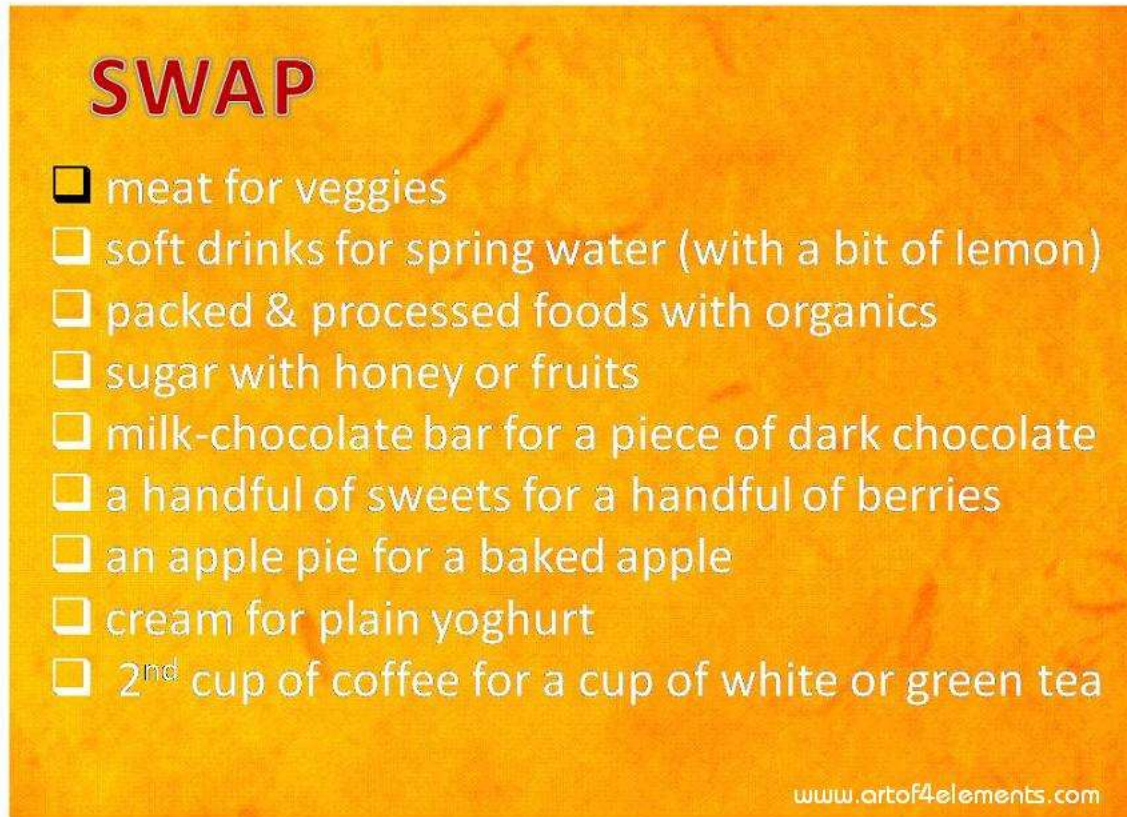 SWAP
meat for veggies
soft drinks for spring water (with a bit of lemon)
packed & processed foods with organics
sugar with honey or fruits
milk-chocolate bar for a piece of dark chocolate
a handful of sweets for a handful of berries
an apple pie for a baked apple
cream for plain yoghurt
2nd cup of coffee for a cup of white or green tea
www.artof4elements.com